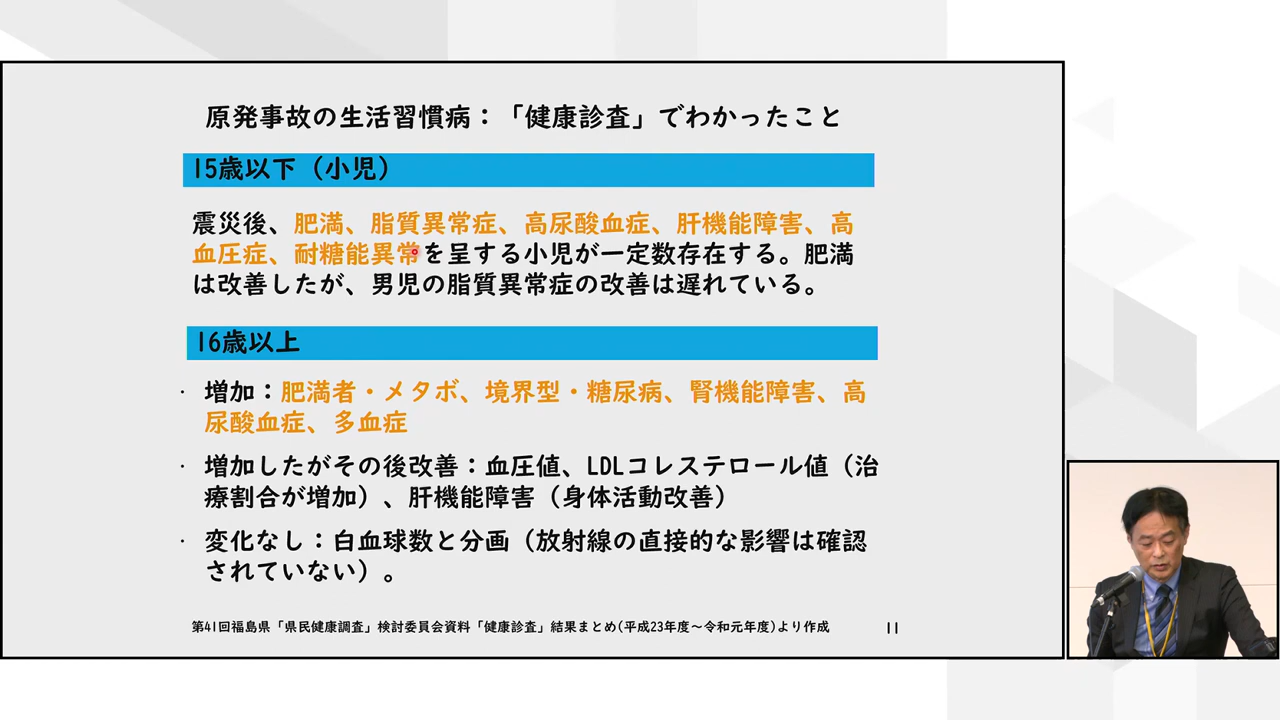 原発事故の生活習慣病：「健康診査」でわかったこと
15歳以下（小児）
震災後、肥満、脂質異常症、高尿酸血症、肝機能障害、高
血圧症、耐糖能異常を呈する小児が一定数存在する。肥満
は改善したが、男児の脂質異常症の改善は遅れている。
16歳以上
・ 増加：肥満者・メタボ、境界型・糖尿病、腎機能障害、高
尿酸血症、多血症
・ 増加したがその後改善：血圧値、LDLコレステロール値（治
療割合が増加）、肝機能障害（身体活動改善）
・ 変化なし：白血球数と分画（放射線の直接的な影響は確認
されていない）。
第41回福島県「県民健康調査」検討委員会資料「健康診査」結果まとめ(平成23年度～令和元年度)より作成
11